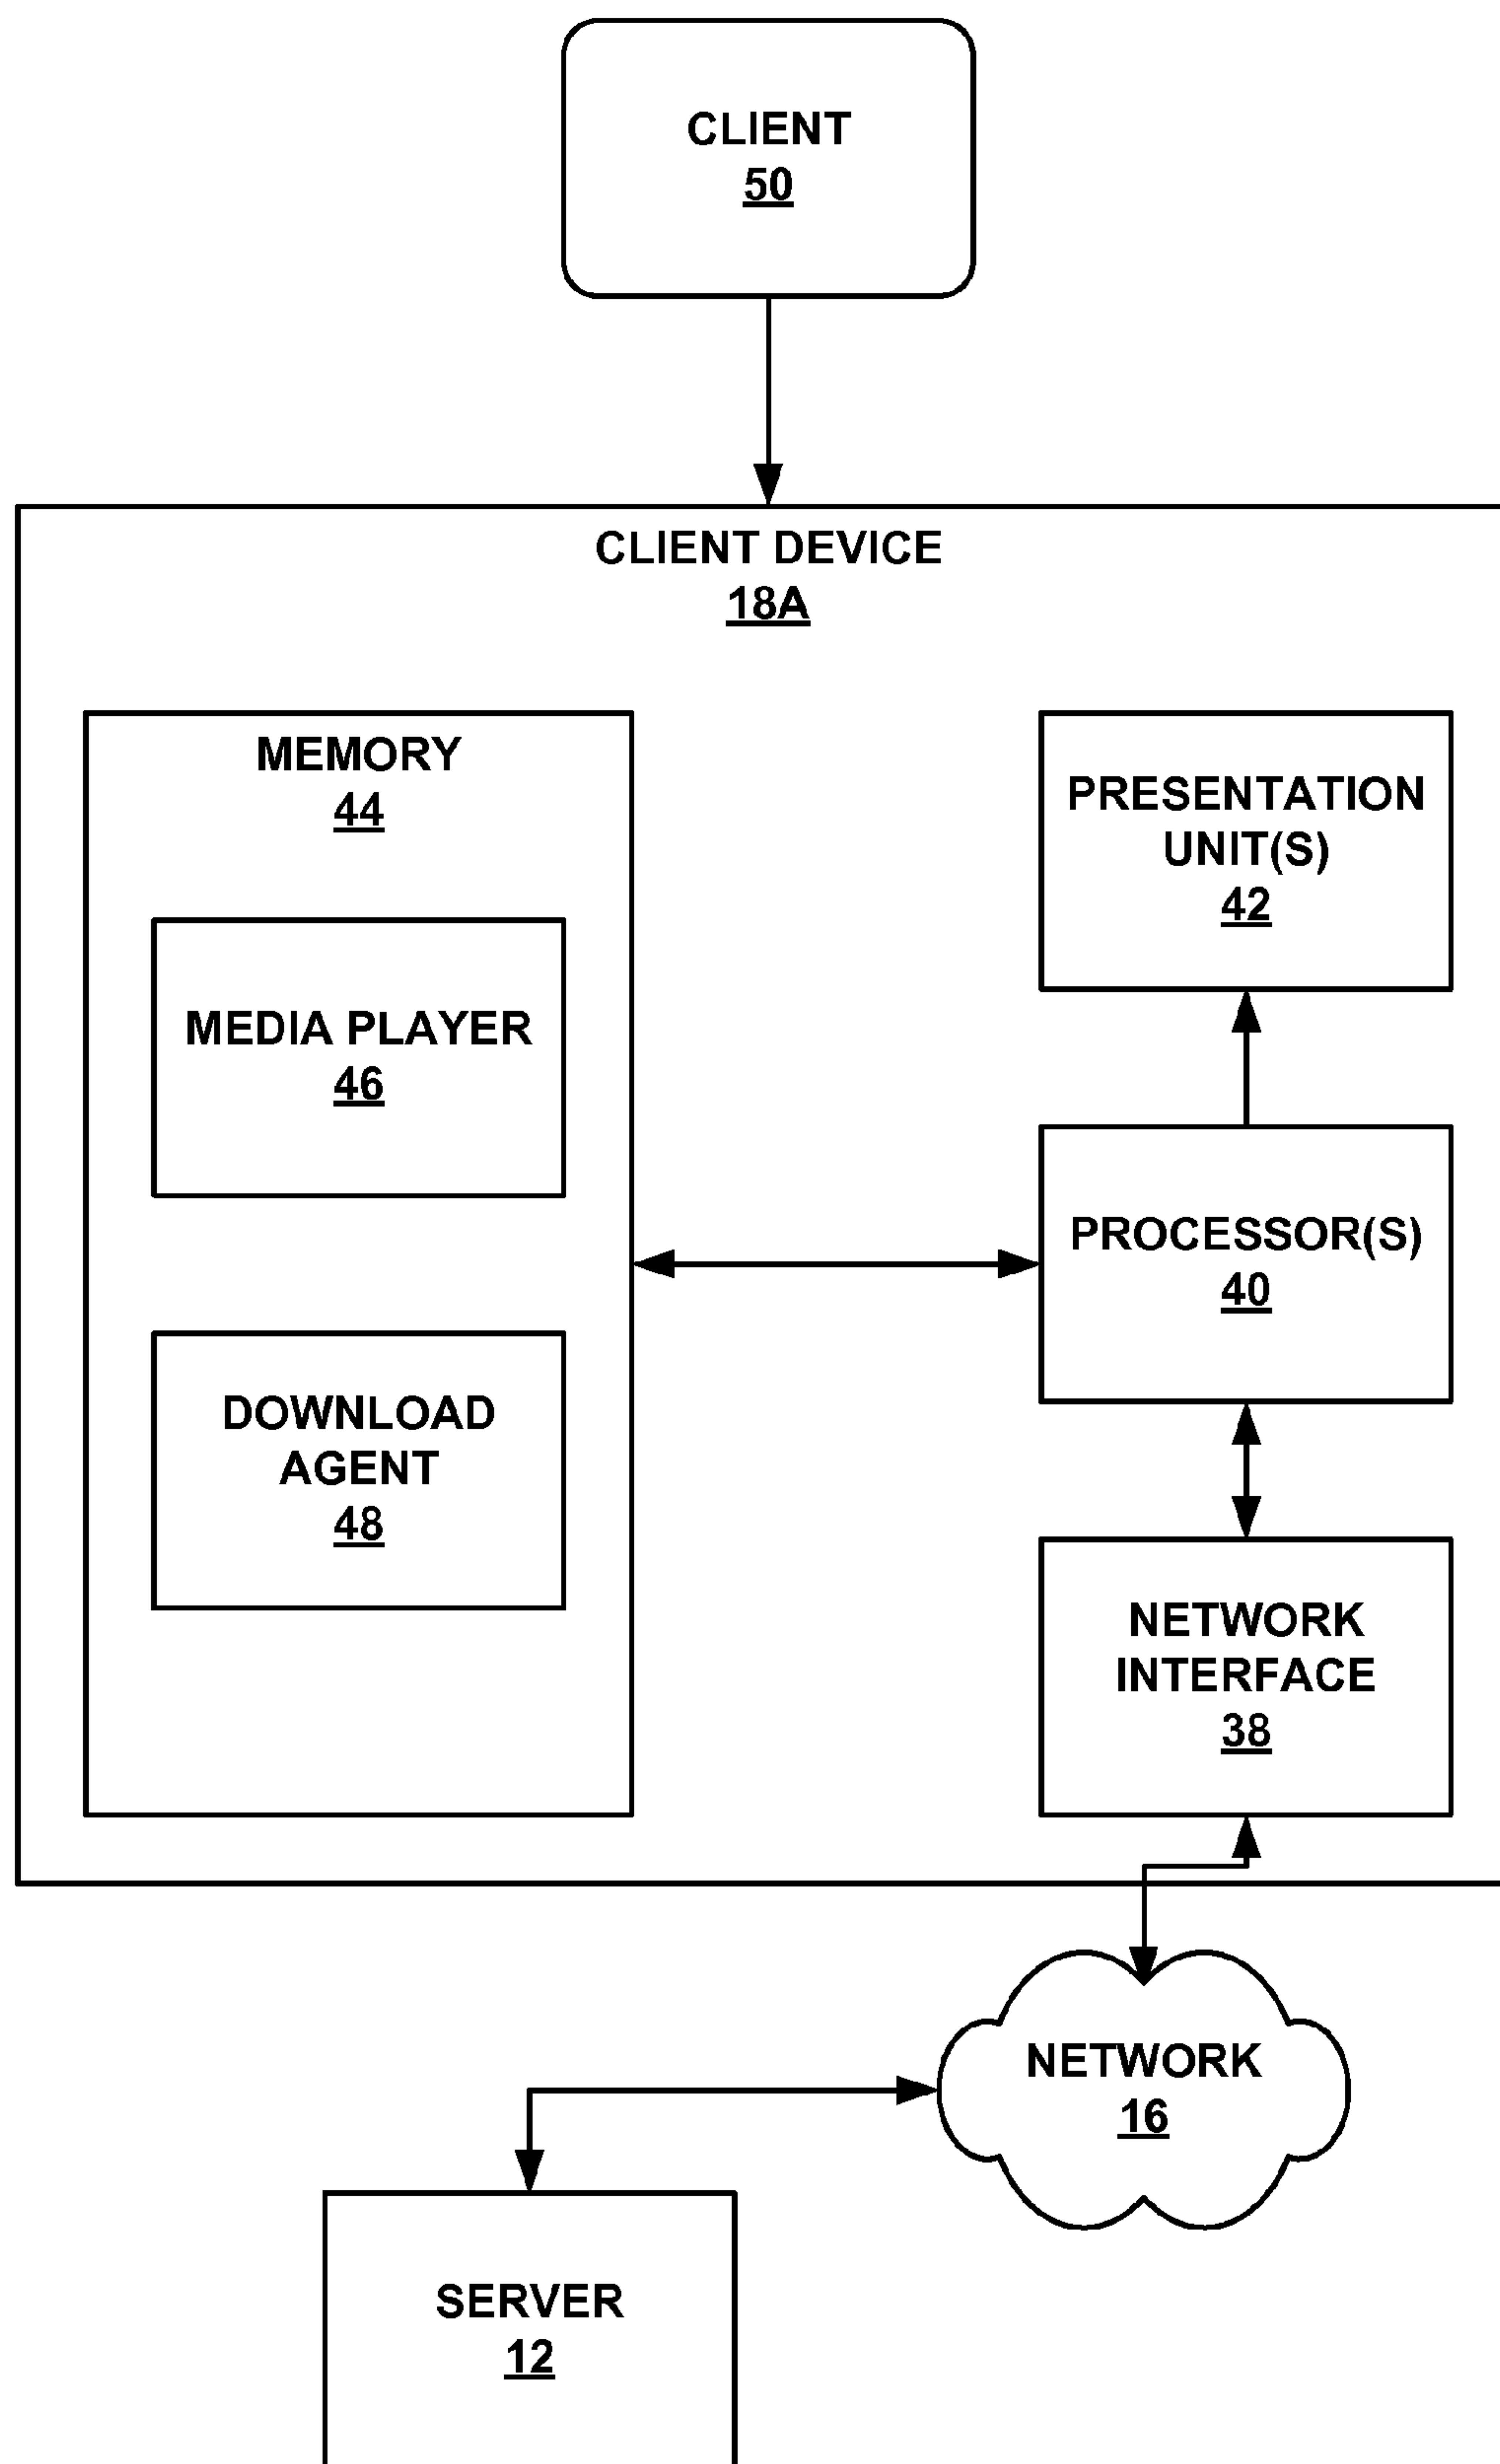 CLIENT
50
CLIENT DEVICE
18A
MEMORY
44
MEDIA PLAYER
46
DOWNLOAD
AGENT
48
PRESENTATION
UNIT(S)
42
PROCESSOR(S)
40
NETWORK
INTERFACE
38
NETWORK
16
SERVER
12